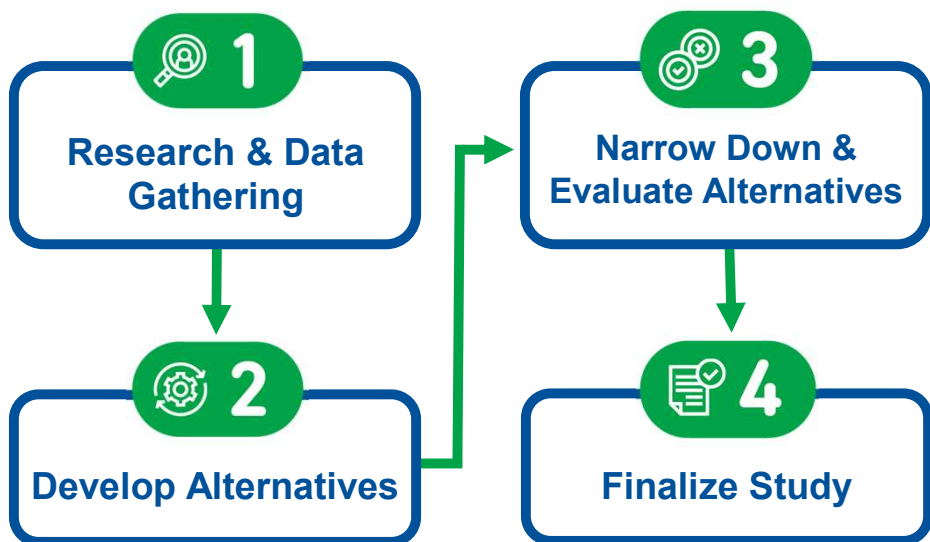 1
Research & Data
Gathering
2
Develop Alternatives
3
Narrow Down &
Evaluate Alternatives
4
Finalize Study